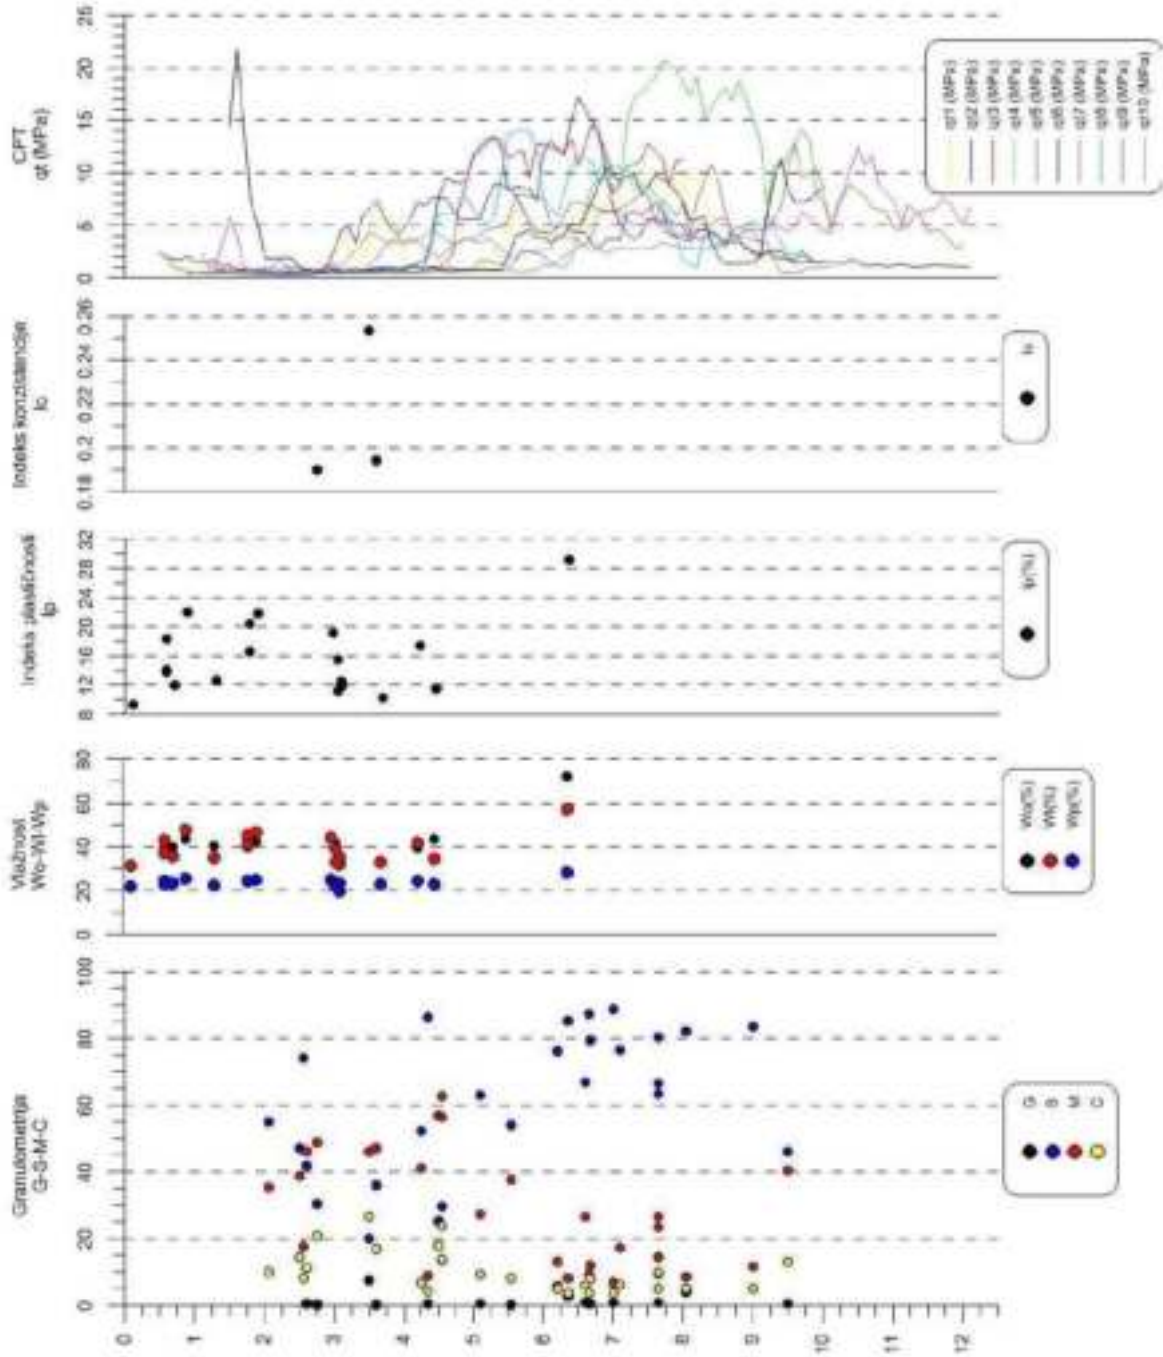 CPT
qt (MPa)
0 5 10 15 20 25
qt1 (MPa)
qt2 (MPa)
qt3 (MPa)
qt4 (MPa)
qt5 (MPa)
qt6 (MPa)
qt7 (MPa)
qt8 (MPa)
qt9 (MPa)
qt10 (MPa)
Indeks konzistencije
Ic
0.18 0.2 0.22 0.24 0.26
Indeks plastičnosti
Ip
8 12 16 20 24 28 32
Ip(%)
Vlažnost
Wo-Wl-Wp
0 20 40 60 80
Wo(%)
Wl(%)
Wp(%)
Granulometrija
G-S-M-C
0 20 40 60 80 100
G
S
M
C
0 1 2 3 4 5 6 7 8 9 10 11 12